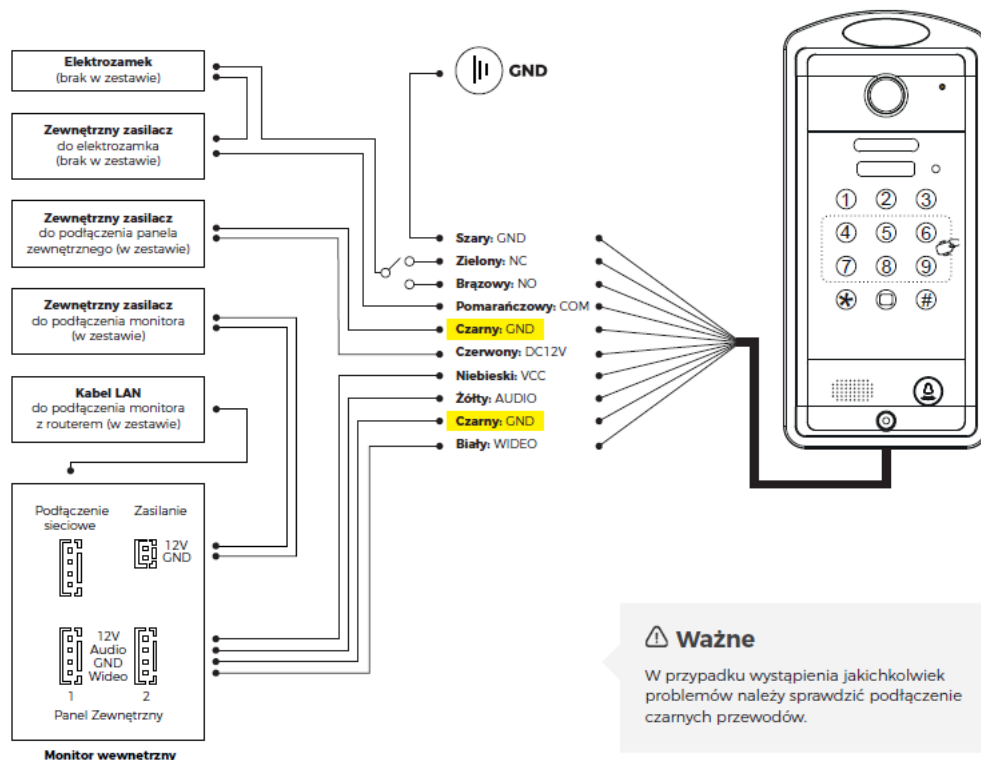 Elektrozamek
(brak w zestawie)
Zewnętrzny zasilacz
do elektrozamka
(brak w zestawie)
Zewnętrzny zasilacz
do podłączenia panela
zewnętrznego (w zestawie)
Zewnętrzny zasilacz
do podłączenia monitora
(w zestawie)
Kabel LAN
do podłączenia monitora
z routerem (w zestawie)
Podłączenie
sieciowe
Zasilanie
12V
GND
12V
Audio
GND
Wideo
1
2
Panel Zewnętrzny
Monitor wewnetrzny
GND
Szary: GND
Zielony: NC
Brązowy: NO
Pomarańczowy: COM
Czarny: GND
Czerwony: DC12V
Niebieski: VCC
Żółty: AUDIO
Czarny: GND
Biały: WIDEO
1 2 3
4 5 6
7 8 9
* #
Ważne
W przypadku wystąpienia jakichkolwiek
problemów należy sprawdzić podłączenie
czarnych przewodów.